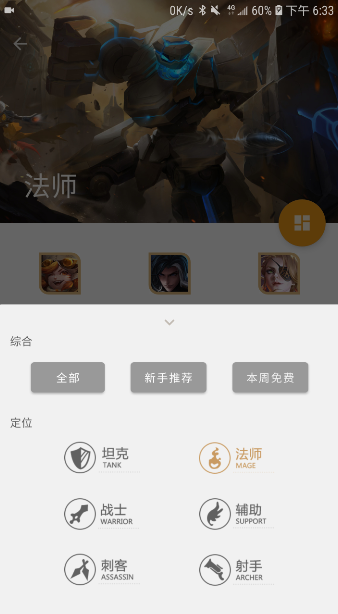 0K/s 4G 60% 下午 6:33
法师
综合
全部 新手推荐 本周免费
定位
坦克 法师
TANK MAGE
战士 辅助
WARRIOR SUPPORT
刺客 射手
ASSASSIN ARCHER